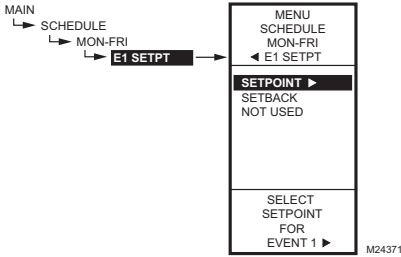 MAIN
SCHEDULE
MON-FRI
E1 SETPT
MENU
SCHEDULE
MON-FRI
◄ E1 SETPT
SETPOINT ►
SETBACK
NOT USED
SELECT
SETPOINT
FOR
EVENT 1 ►
M24371